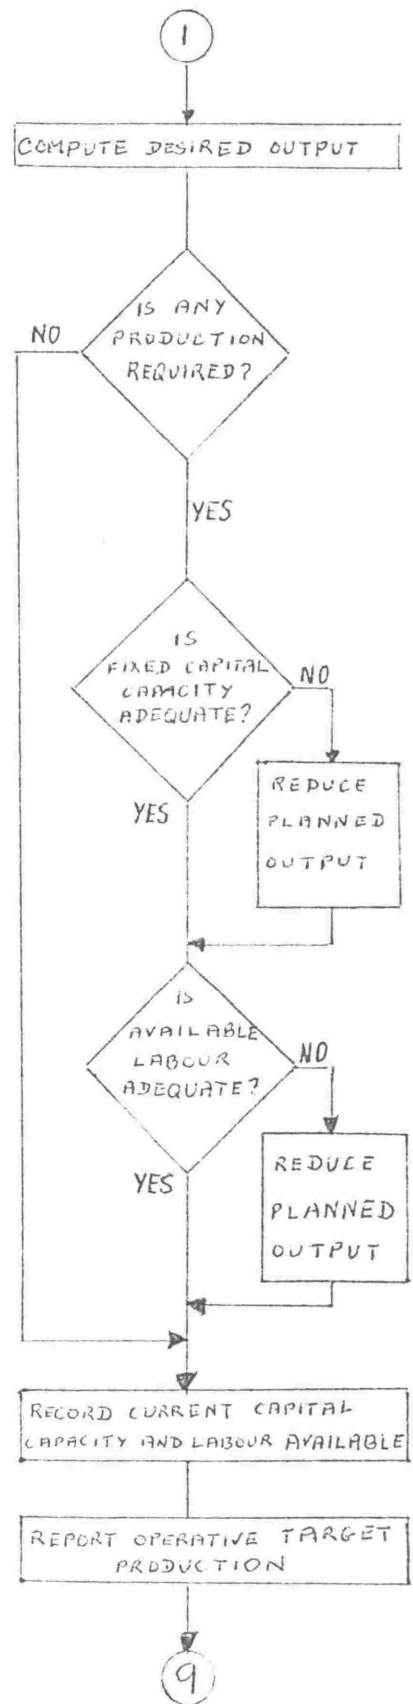 1
COMPUTE DESIRED OUTPUT
IS ANY
PRODUCTION
REQUIRED?
NO
YES
IS
FIXED CAPITAL
CAPACITY
ADEQUATE?
NO
YES
REDUCE
PLANNED
OUTPUT
IS
AVAILABLE
LABOUR
ADEQUATE?
NO
YES
REDUCE
PLANNED
OUTPUT
RECORD CURRENT CAPITAL
CAPACITY AND LABOUR AVAILABLE
REPORT OPERATIVE TARGET
PRODUCTION
9